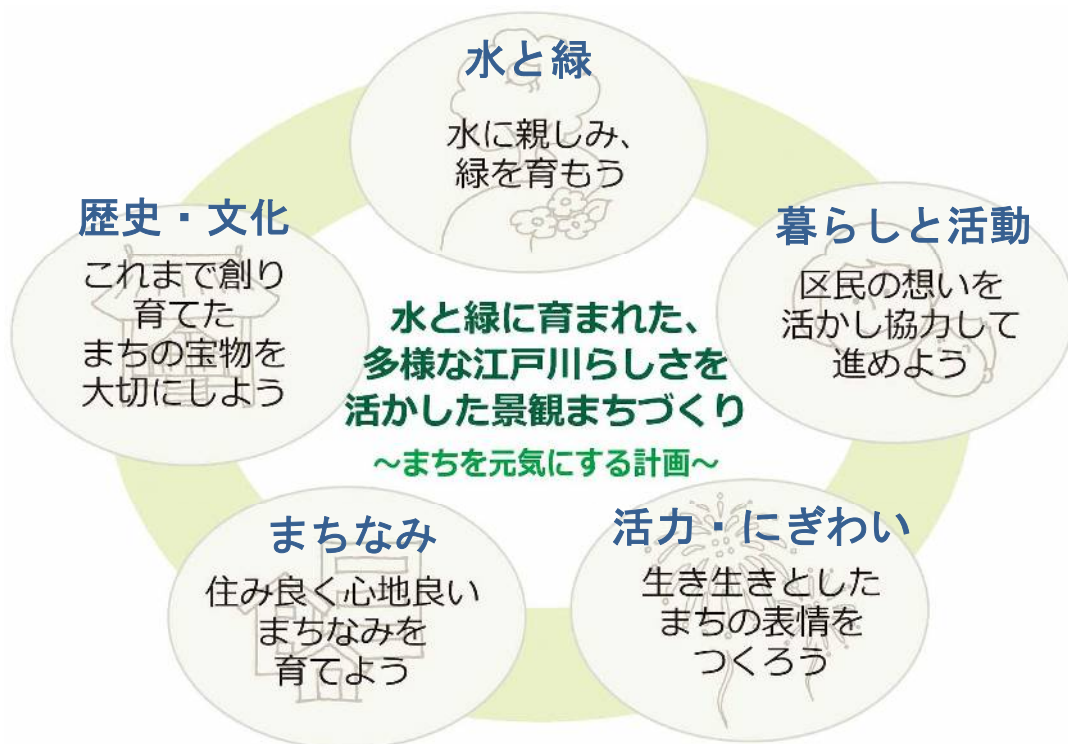 水と緑
水に親しみ、
緑を育もう
歴史・文化
これまで創り
育てた
まちの宝物を
大切にしよう
暮らしと活動
区民の想いを
活かし協力して
進めよう
水と緑に育まれた、
多様な江戸川らしさを
活かした景観まちづくり
～まちを元気にする計画～
まちなみ
住み良く心地良い
まちなみを
育てよう
活力・にぎわい
生き生きとした
まちの表情を
つくろう